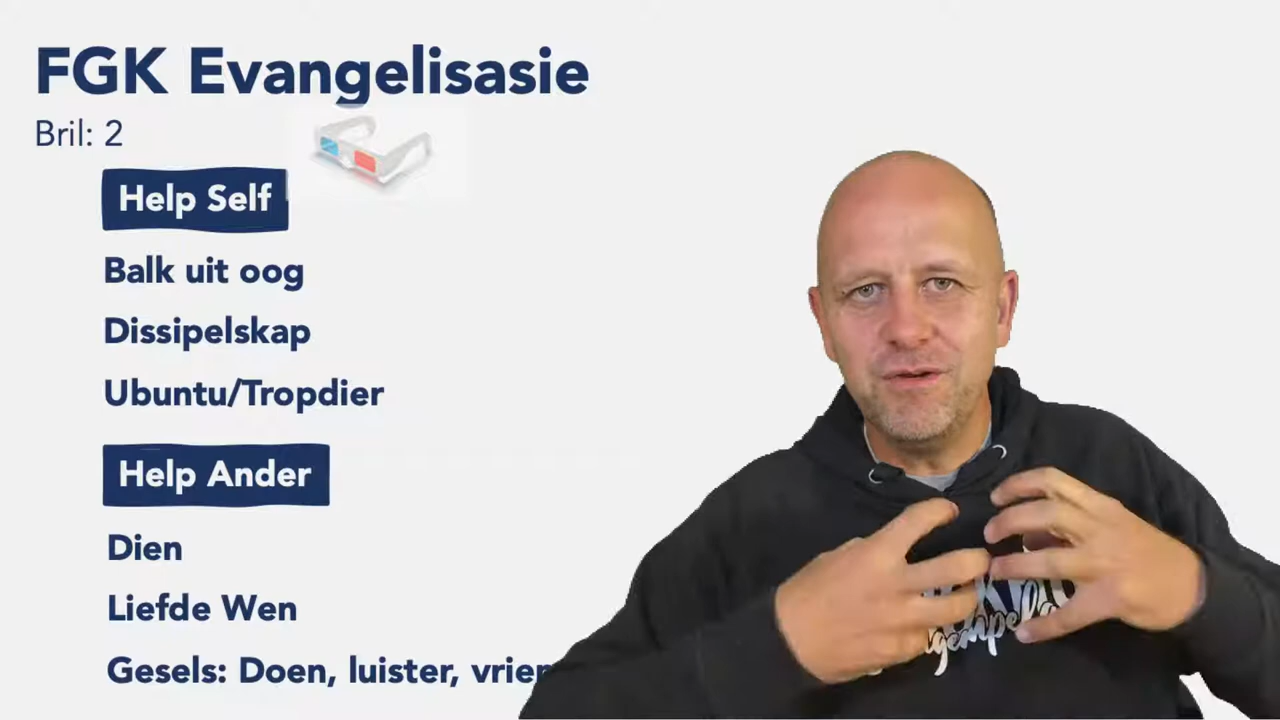 FGK Evangelisasie
Bril: 2
Help Self
Balk uit oog
Dissipelskap
Ubuntu/Tropdier
Help Ander
Dien
Liefde Wen
Gesels: Doen, luister,